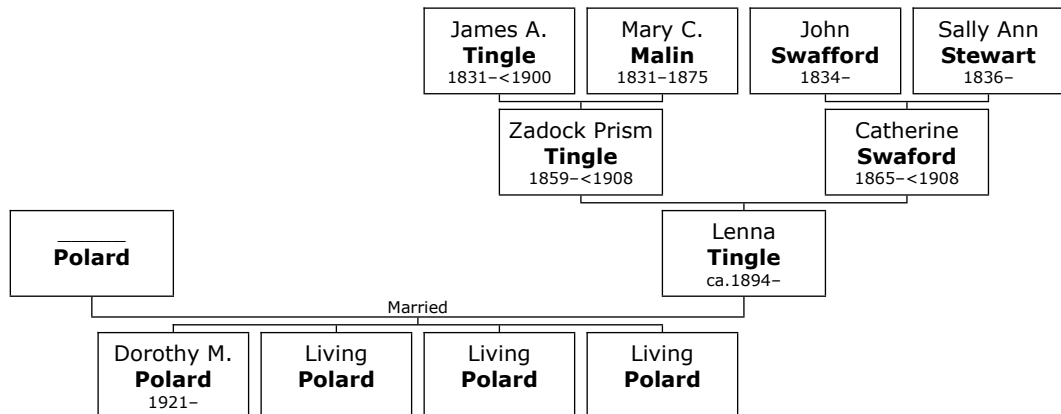 James A.
Tingle
1831–<1900
Mary C.
Malin
1831–1875
John
Swafford
1834–
Sally Ann
Stewart
1836–
Zadock Prism
Tingle
1859–<1908
Catherine
Swaford
1865–<1908
______
Polard
Lenna
Tingle
ca.1894–
Married
Dorothy M.
Polard
1921–
Living
Polard
Living
Polard
Living
Polard